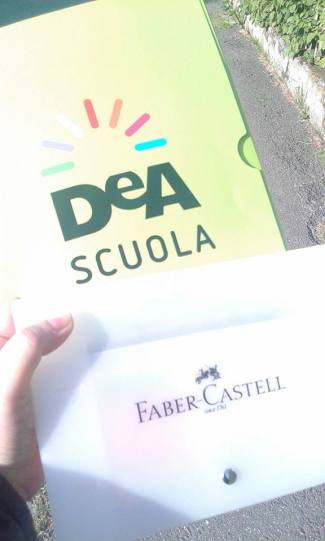 DeA
SCUOLA
FABER-CASTELL
since 1761